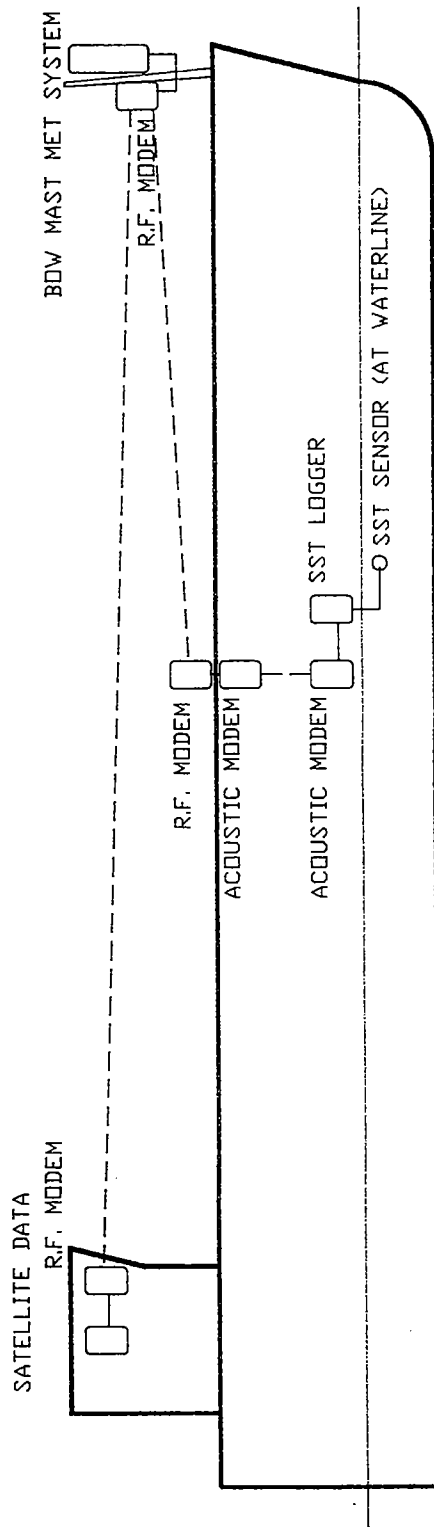 BOW MAST MET SYSTEM
R.F. MODEM
SATELLITE DATA
R.F. MODEM
R.F. MODEM
ACOUSTIC MODEM
ACOUSTIC MODEM
SST LOGGER
SST SENSOR (AT WATERLINE)